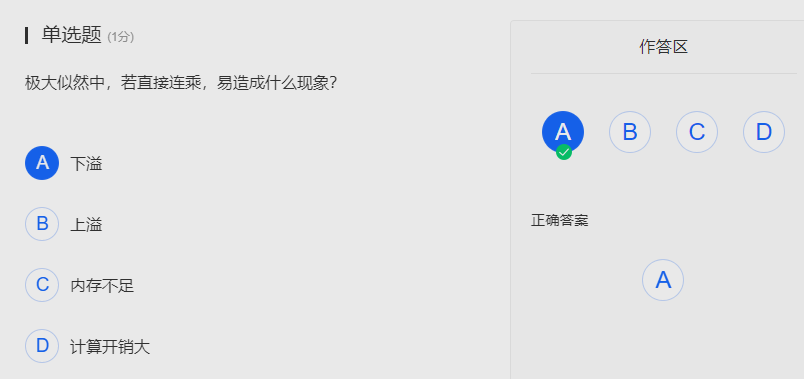 单选题 (1分)
极大似然中，若直接连乘，易造成什么现象？
A 下溢
B 上溢
C 内存不足
D 计算开销大
作答区
A B C D
正确答案
A